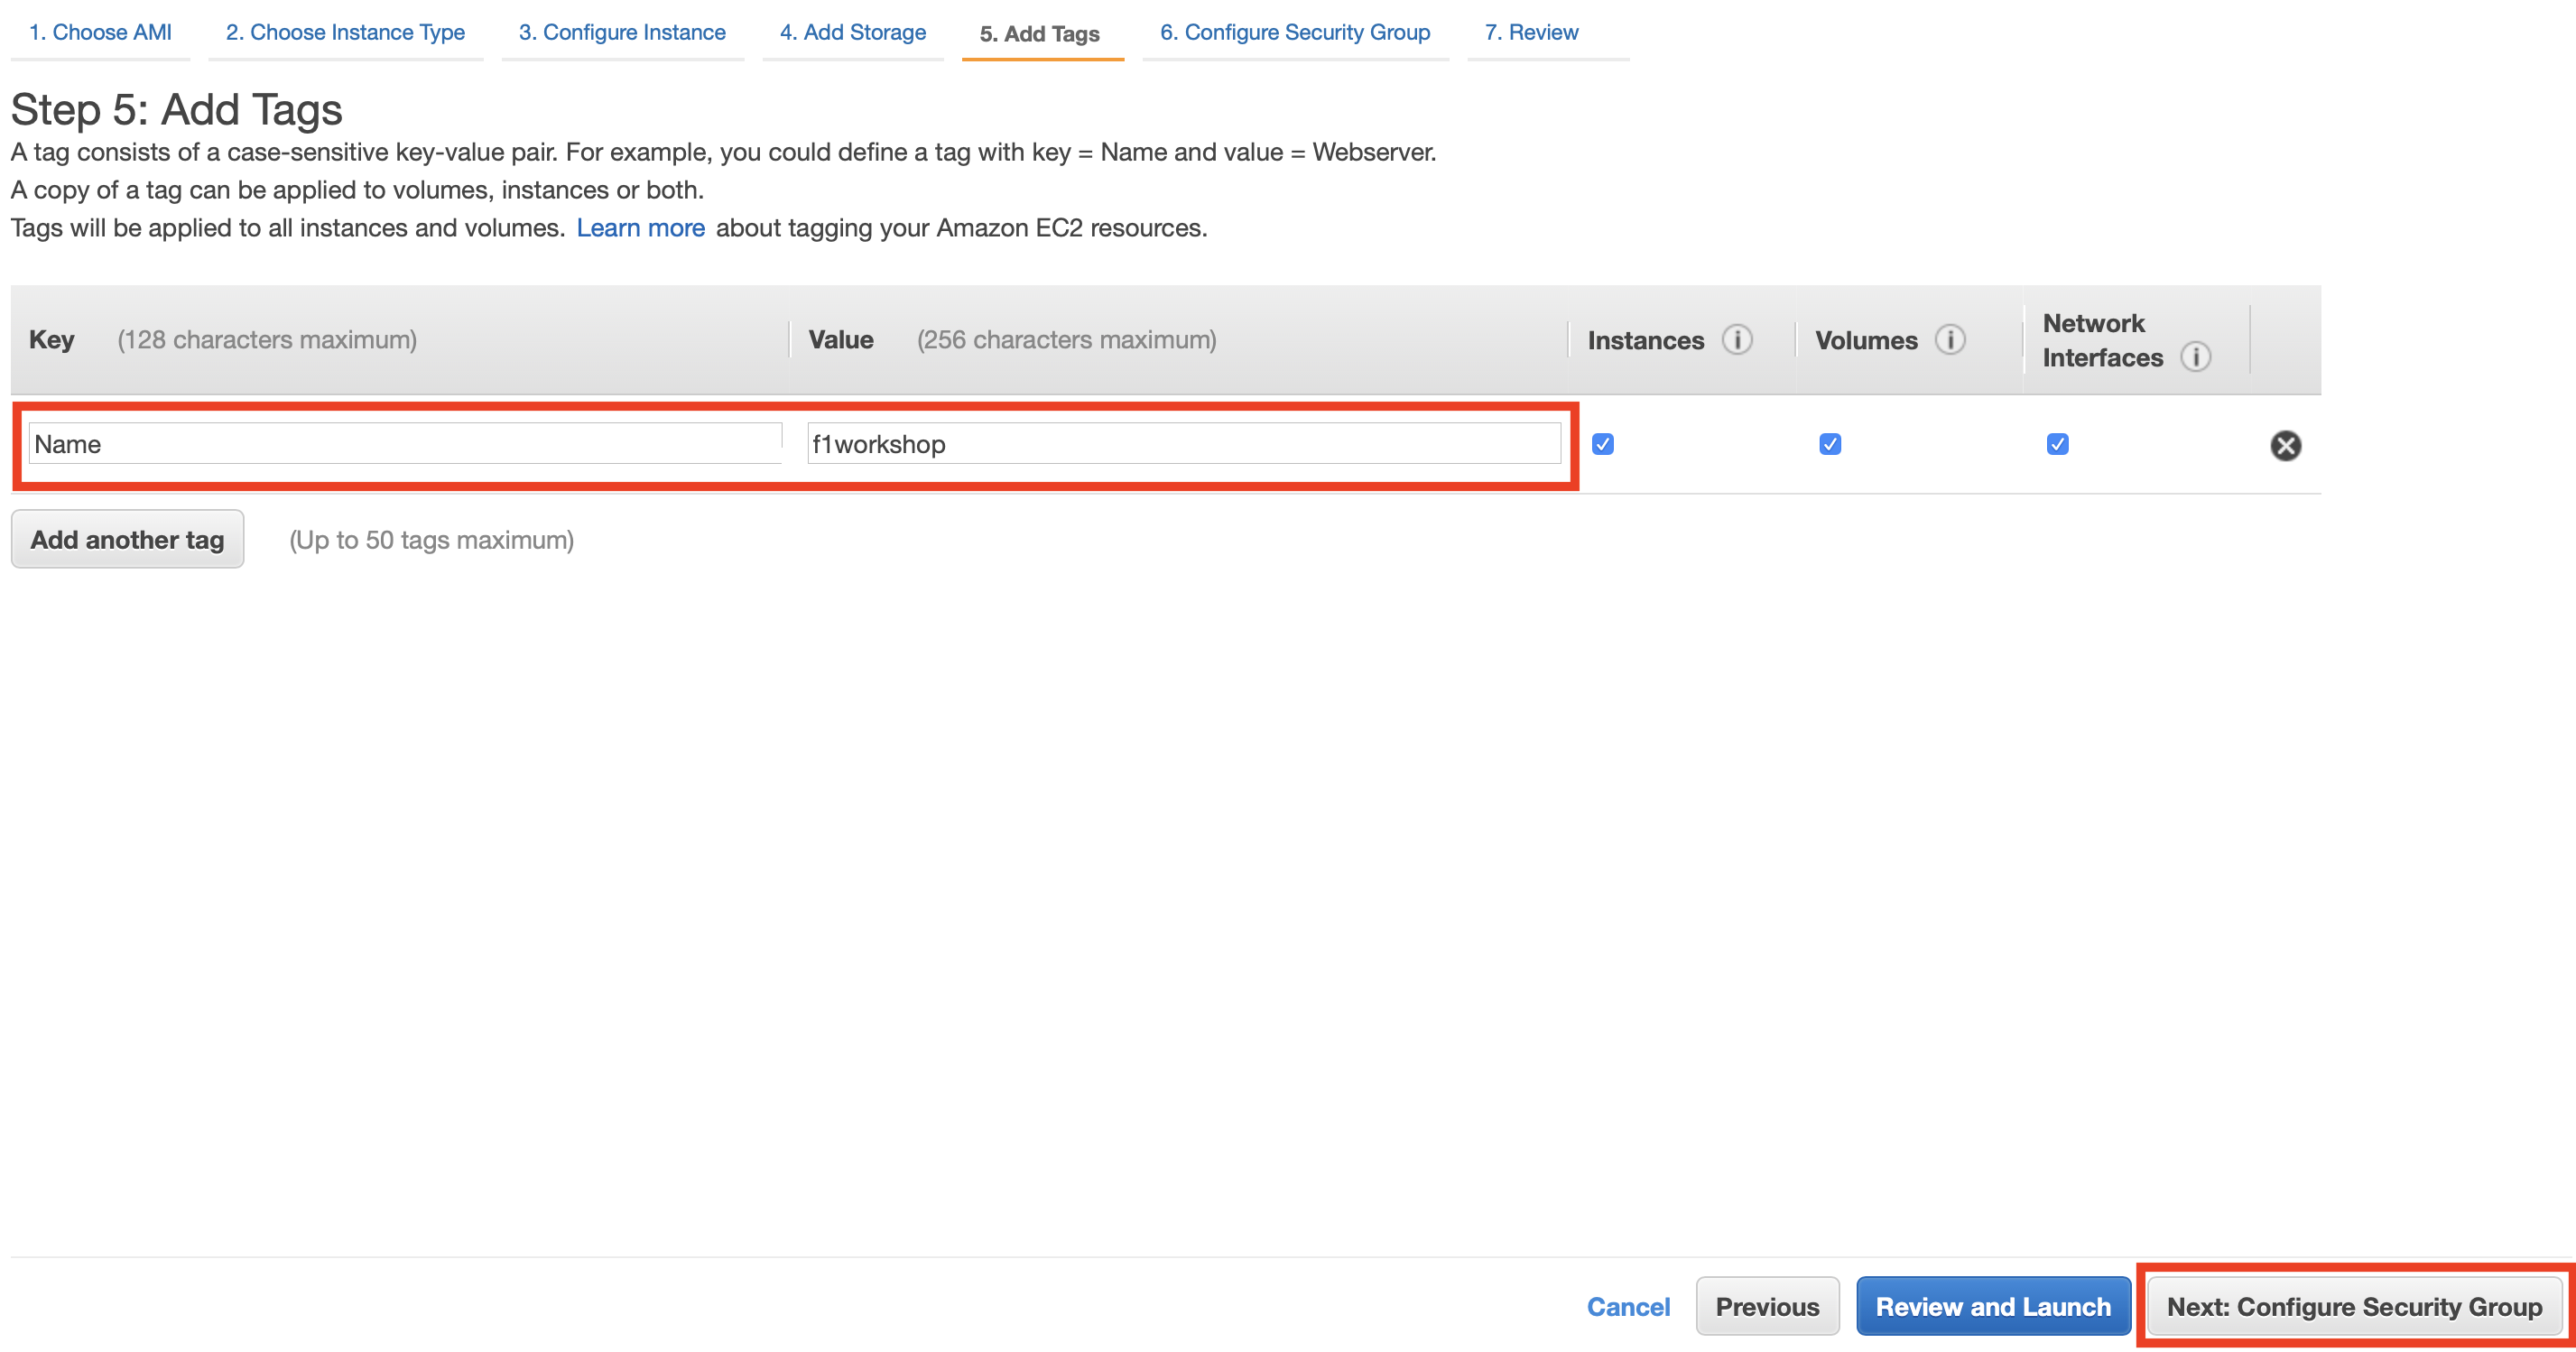 1. Choose AMI 2. Choose Instance Type 3. Configure Instance 4. Add Storage 5. Add Tags 6. Configure Security Group 7. Review
Step 5: Add Tags
A tag consists of a case-sensitive key-value pair. For example, you could define a tag with key = Name and value = Webserver.
A copy of a tag can be applied to volumes, instances or both.
Tags will be applied to all instances and volumes. Learn more about tagging your Amazon EC2 resources.
Key (128 characters maximum) Value (256 characters maximum) Instances i Volumes i Network Interfaces i
Name f1workshop
Add another tag (Up to 50 tags maximum)
Cancel Previous Review and Launch Next: Configure Security Group